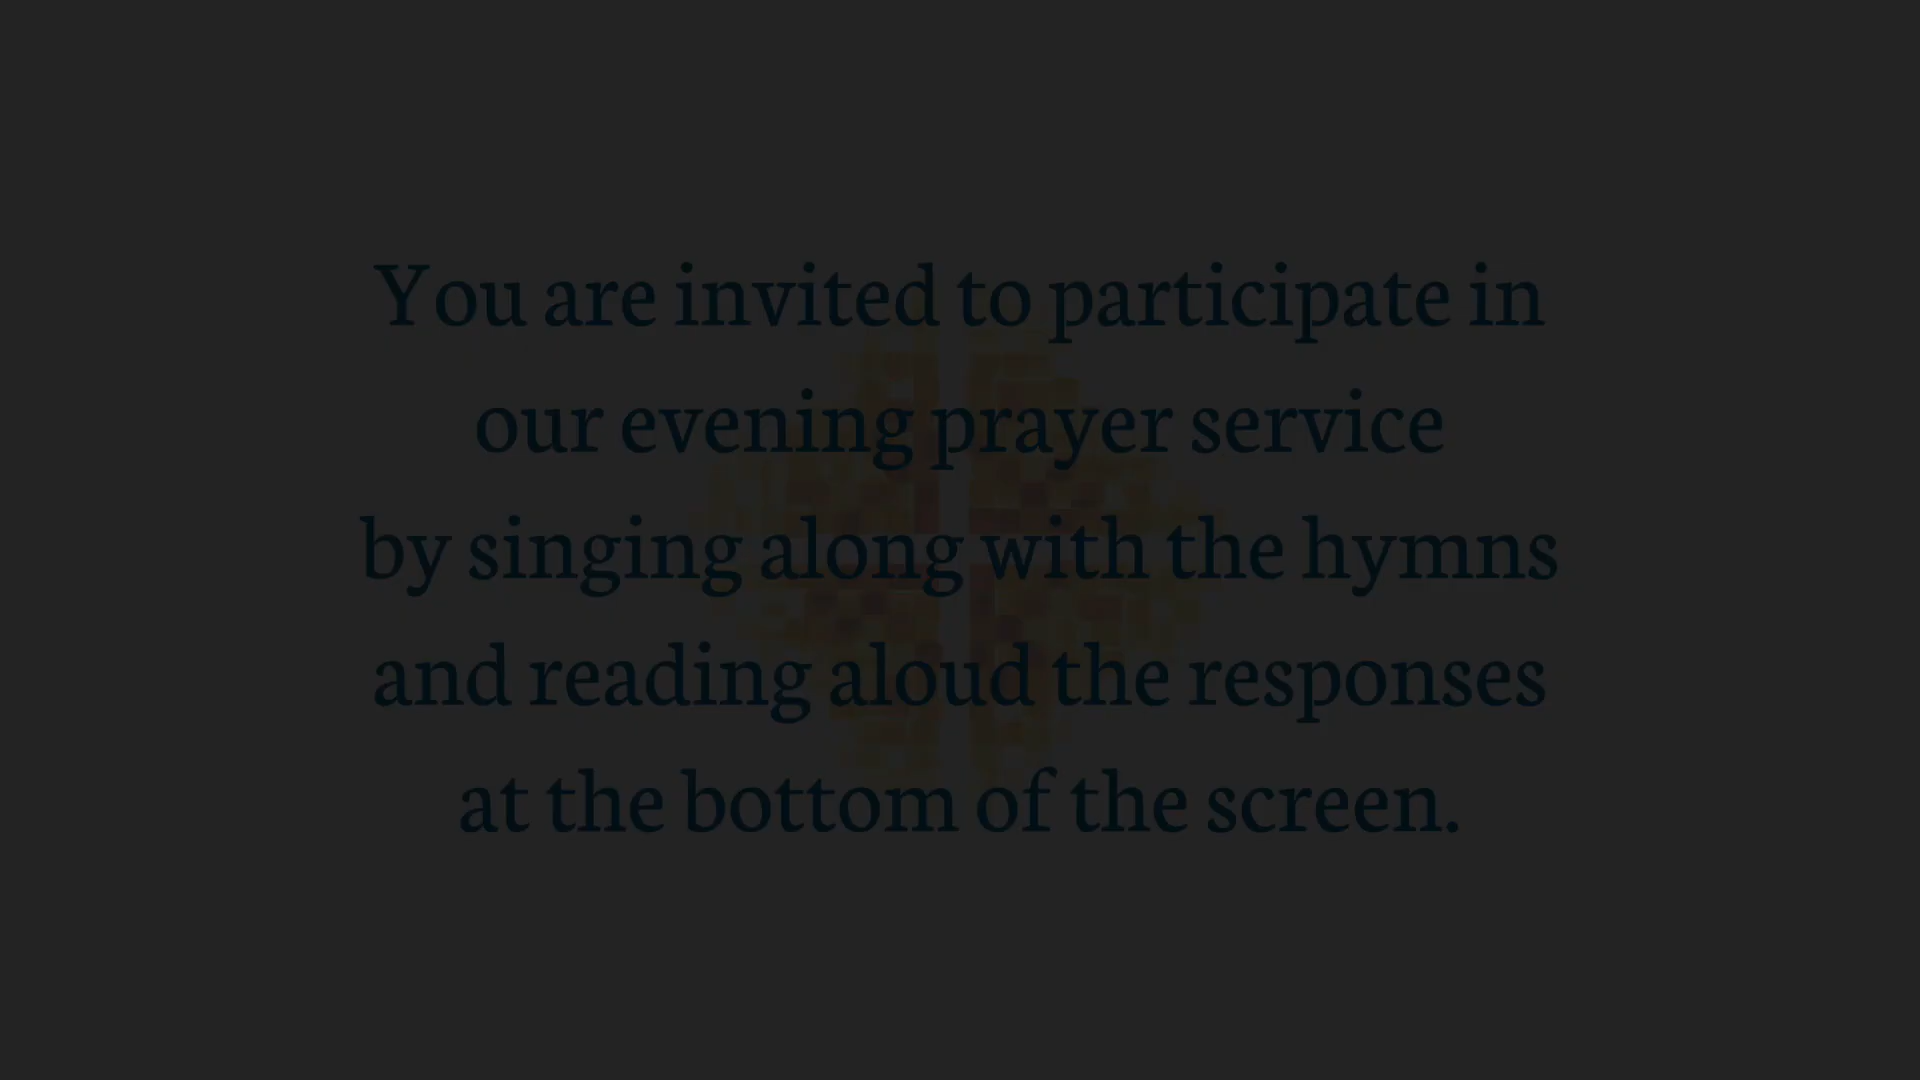 You are invited to participate in
our evening prayer service
by singing along with the hymns
and reading aloud the responses
at the bottom of the screen.